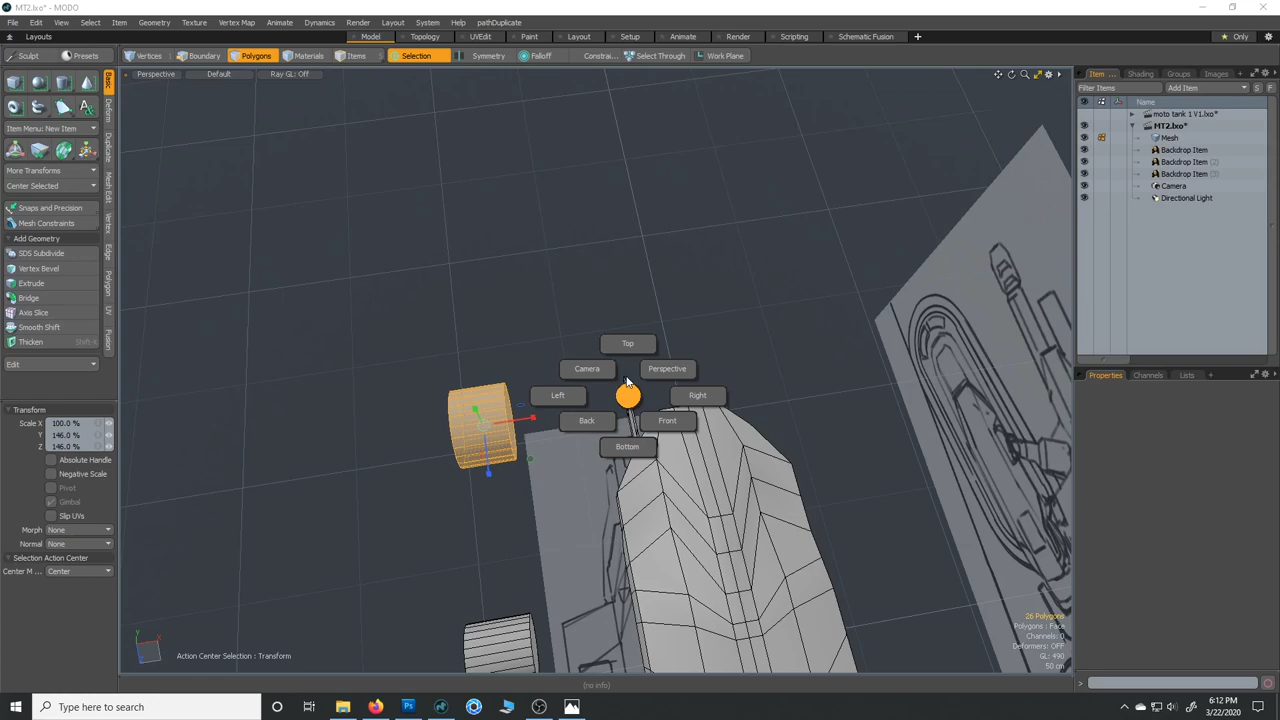 MT2.lxo* - MODO
File Edit View Select Item Geometry Texture Vertex Map Animate Dynamics Render Layout System Help pathDuplicate
Layouts Model Topology UVEdit Paint Layout Setup Animate Render Scripting Schematic Fusion Only
Sculpt Presets Vertices Boundary Polygons Materials Items Selection Symmetry Falloff Constrai... Select Through Work Plane
Perspective Default Ray GL: Off
Item ... Shading Groups Images
Filter Items Add Item S F
Name
moto tank 1 V1.lxo*
MT2.lxo*
Mesh
Backdrop Item
Backdrop Item (2)
Backdrop Item (3)
Camera
Directional Light
Basic
Deform
Duplicate
Mesh Edit
Vertex
Edge
Polygon
UV
Fusion
Item Menu: New Item
More Transforms
Center Selected
Snaps and Precision
Mesh Constraints
Add Geometry
SDS Subdivide
Vertex Bevel
Extrude
Bridge
Axis Slice
Smooth Shift
Thicken Shift-X
Edit
Transform
Scale X 100.0 %
Y 146.0 %
Z 146.0 %
Absolute Handle
Negative Scale
Pivot
Gimbal
Slip UVs
Morph None
Normal None
Selection Action Center
Center M ... Center
Top
Camera Perspective
Left Right
Back Front
Bottom
Properties Channels Lists
26 Polygons
Polygons : Face
Channels: 0
Deformers: ON
GL: 490
50 cm
Y X Z
Action Center Selection : Transform
(no info)
>
Type here to search
6:12 PM
3/22/2020